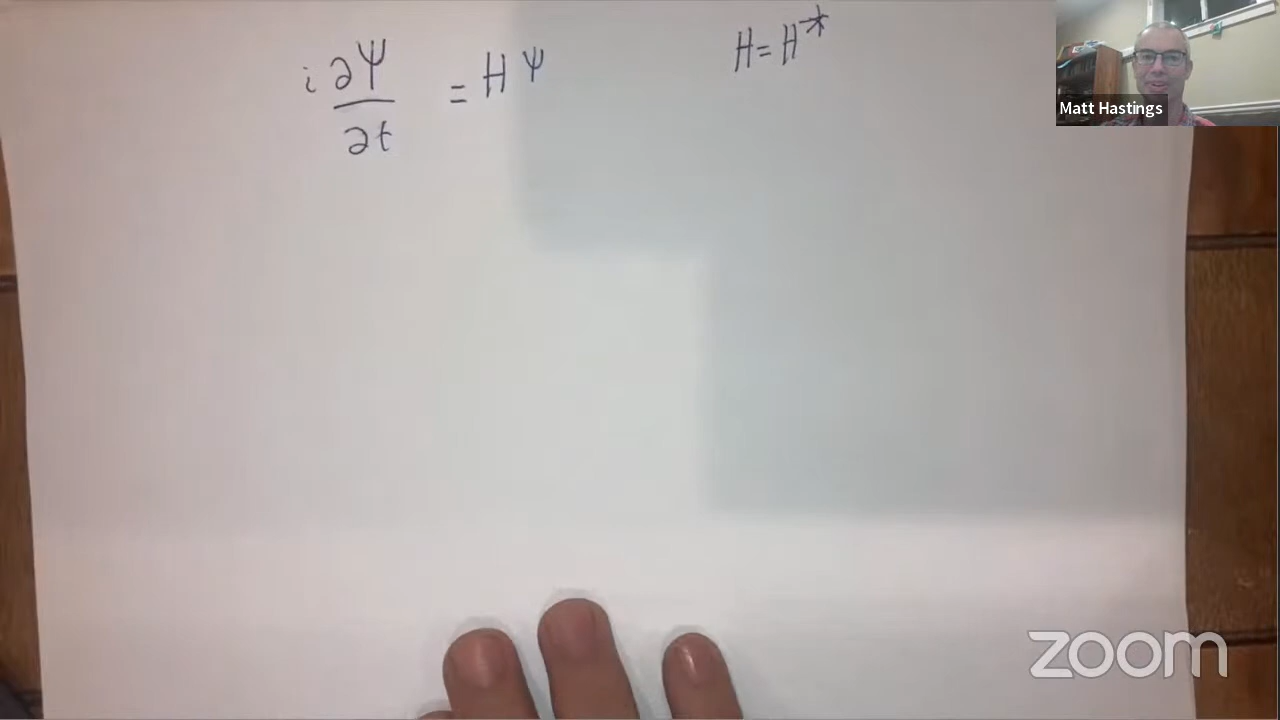 i ∂Ψ/∂t = HΨ
H = H*
Matt Hastings
zoom